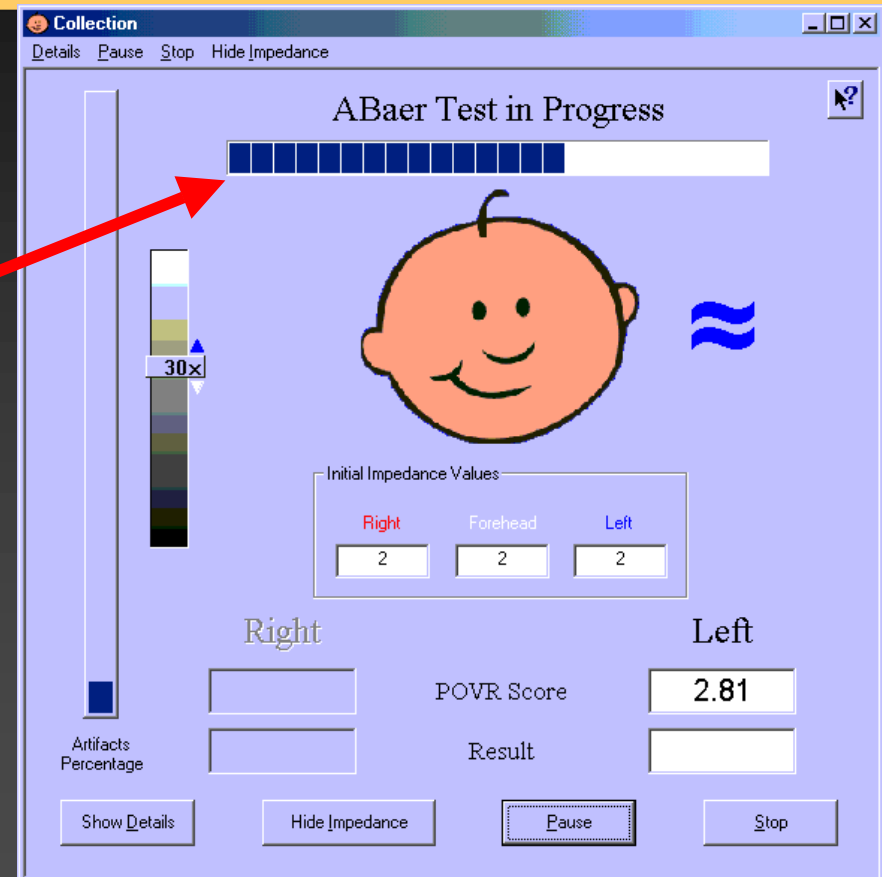 Collection
Details Pause Stop Hide Impedance
ABaer Test in Progress
?
30x
Initial Impedance Values
Right Forehead Left
2 2 2
Right Left
POVR Score 2.81
Artifacts
Percentage
Result
Show Details Hide Impedance Pause Stop